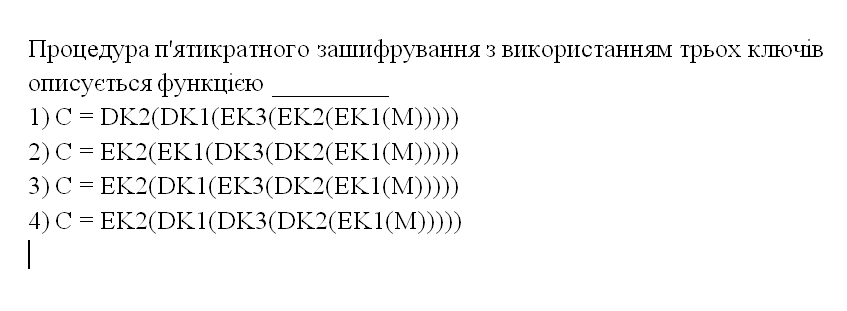 Процедура п'ятикратного зашифрування з використанням трьох ключів
описується функцією _________
1) C = DK2(DK1(EK3(EK2(EK1(M)))))
2) C = EK2(EK1(DK3(DK2(EK1(M)))))
3) C = EK2(DK1(EK3(DK2(EK1(M)))))
4) C = EK2(DK1(DK3(DK2(EK1(M)))))